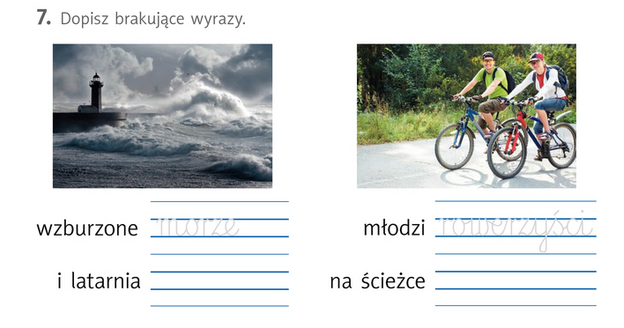 7. Dopisz brakujące wyrazy.
wzburzone morze
i latarnia
młodzi rowerzyści
na ścieżce